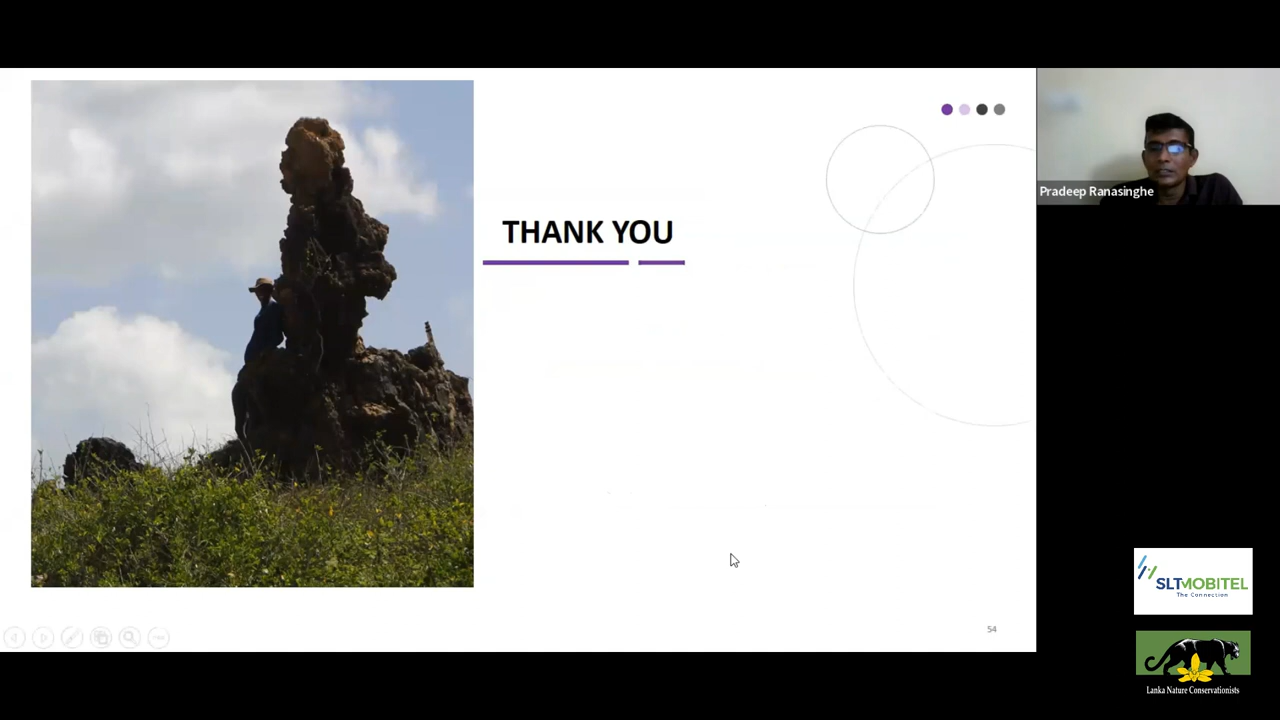 THANK YOU
Pradeep Ranasinghe
SLTMOBITEL
The Connection
54
Lanka Nature Conservationists